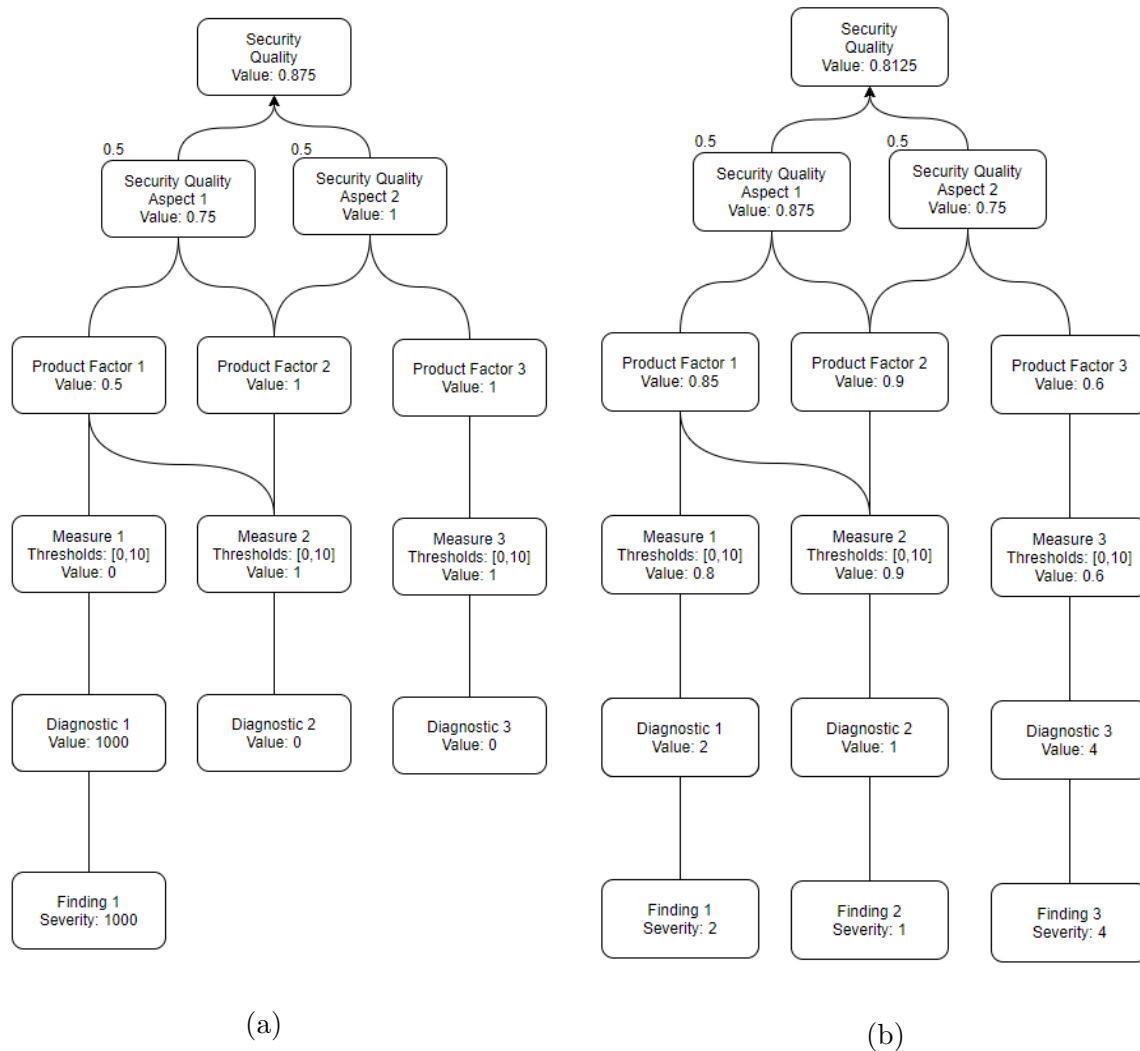 Security
Quality
Value: 0.875
0.5
0.5
Security Quality
Aspect 1
Value: 0.75
Security Quality
Aspect 2
Value: 1
Product Factor 1
Value: 0.5
Product Factor 2
Value: 1
Product Factor 3
Value: 1
Measure 1
Thresholds: [0,10]
Value: 0
Measure 2
Thresholds: [0,10]
Value: 1
Measure 3
Thresholds: [0,10]
Value: 1
Diagnostic 1
Value: 1000
Diagnostic 2
Value: 0
Diagnostic 3
Value: 0
Finding 1
Severity: 1000
(a)
Security
Quality
Value: 0.8125
0.5
0.5
Security Quality
Aspect 1
Value: 0.875
Security Quality
Aspect 2
Value: 0.75
Product Factor 1
Value: 0.85
Product Factor 2
Value: 0.9
Product Factor 3
Value: 0.6
Measure 1
Thresholds: [0,10]
Value: 0.8
Measure 2
Thresholds: [0,10]
Value: 0.9
Measure 3
Thresholds: [0,10]
Value: 0.6
Diagnostic 1
Value: 2
Diagnostic 2
Value: 1
Diagnostic 3
Value: 4
Finding 1
Severity: 2
Finding 2
Severity: 1
Finding 3
Severity: 4
(b)